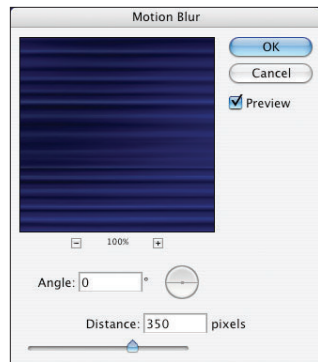 Motion Blur
OK
Cancel
Preview
100%
Angle: 0 °
Distance: 350 pixels